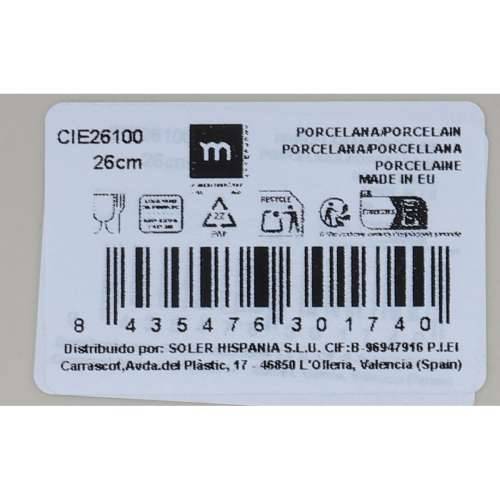 CIE26100
26cm
m
PORCELANA/PORCELAIN
PORCELANA/PORCELLANA
PORCELAINE
MADE IN EU
22
PAP
RECYCLE
8 435476 301740
Distribuido por: SOLER HISPANIA S.L.U. CIF:B-96947916 P.I.El
Carrascot,Avda.del Plàstic, 17 - 46850 L'Olleria, Valencia (Spain)